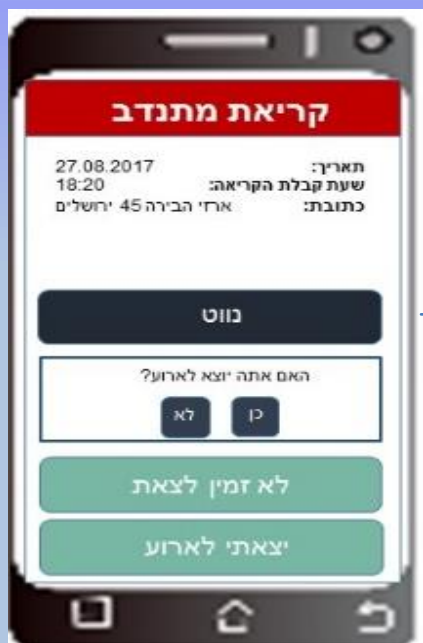 קריאת מתנדב
תאריך: 27.08.2017
שעת קבלת הקריאה: 18:20
כתובת: ארזי הבירה 45 ירושלים
נווט
האם אתה יוצא לארוע?
כן לא
לא זמין לצאת
יצאתי לארוע